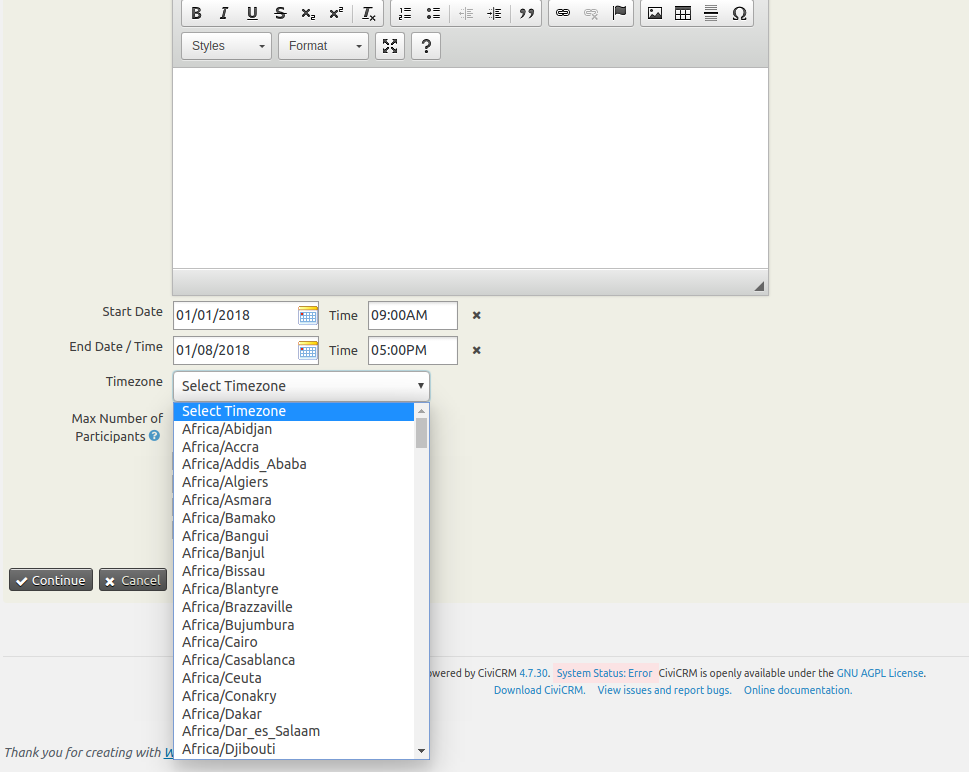 B I U S x₂ x² Iₓ Ω
Styles Format ?
Start Date 01/01/2018 Time 09:00AM
End Date / Time 01/08/2018 Time 05:00PM
Timezone Select Timezone
Max Number of
Participants ?
Select Timezone
Africa/Abidjan
Africa/Accra
Africa/Addis_Ababa
Africa/Algiers
Africa/Asmara
Africa/Bamako
Africa/Bangui
Africa/Banjul
Africa/Bissau
Africa/Blantyre
Africa/Brazzaville
Africa/Bujumbura
Africa/Cairo
Africa/Casablanca
Africa/Ceuta
Africa/Conakry
Africa/Dakar
Africa/Dar_es_Salaam
Africa/Djibouti
Continue Cancel
owered by CiviCRM 4.7.30. System Status: Error CiviCRM is openly available under the GNU AGPL License.
Download CiviCRM. View issues and report bugs. Online documentation.
Thank you for creating with W